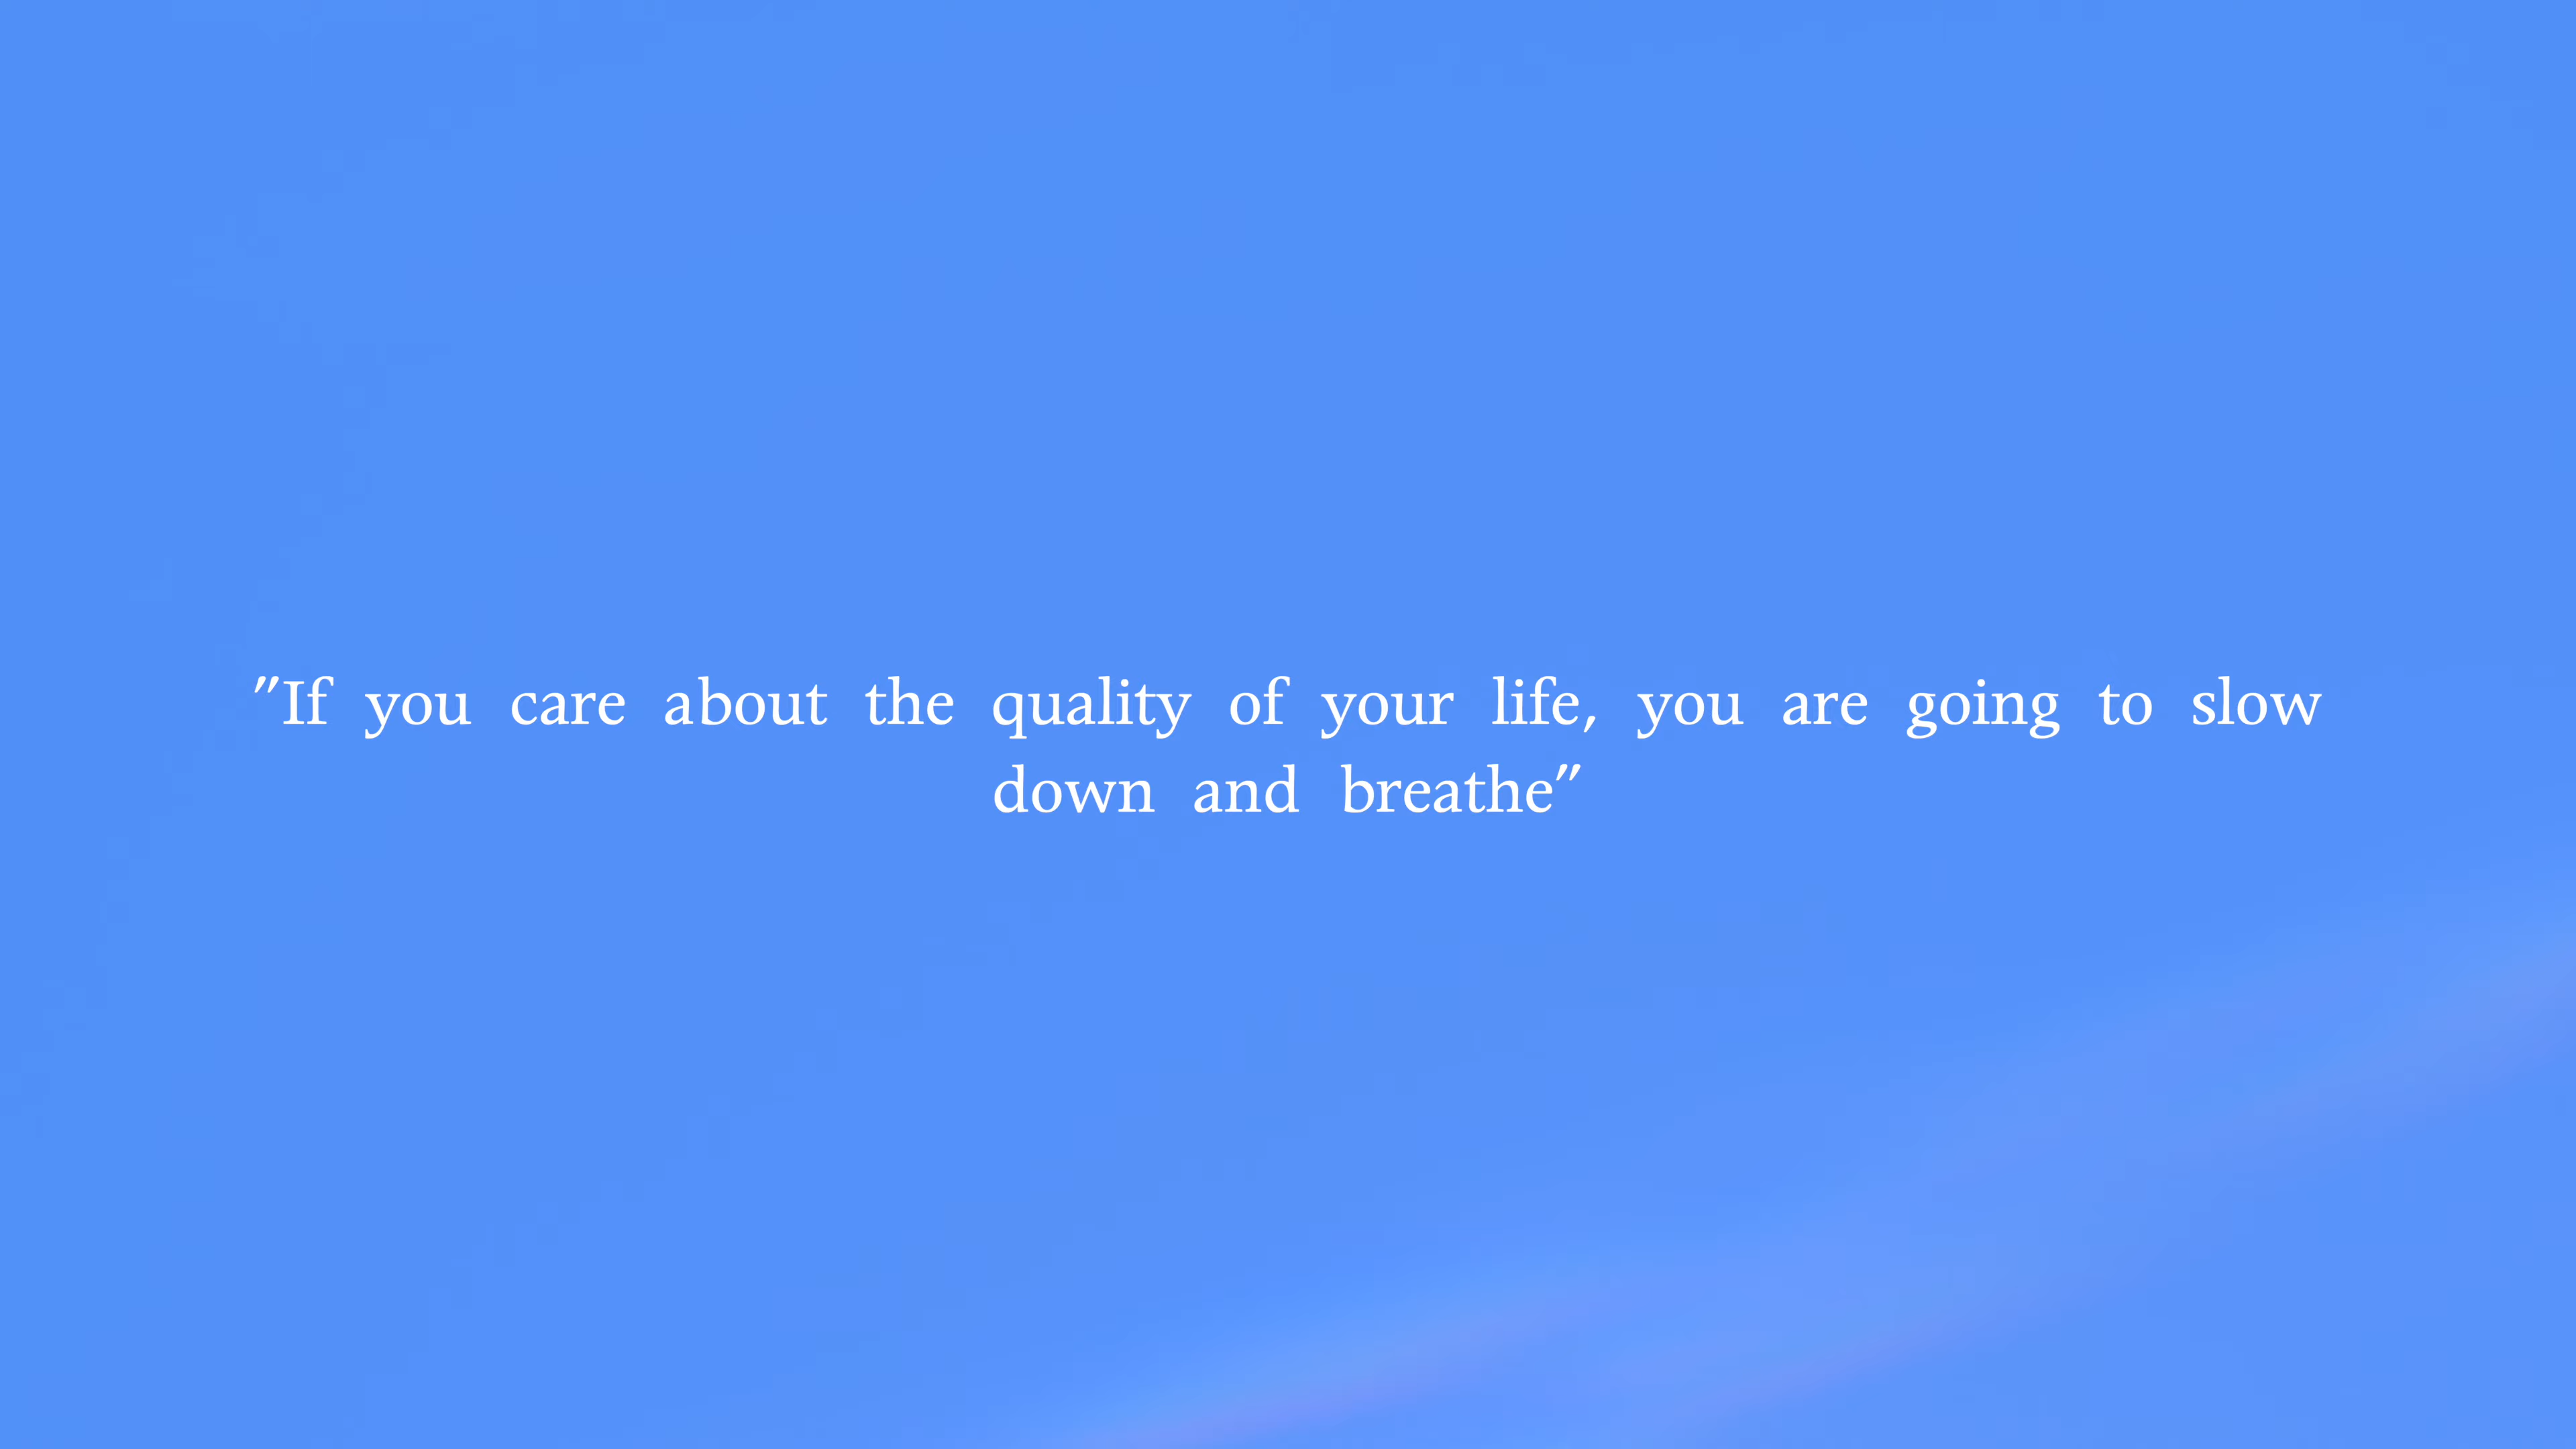 "If you care about the quality of your life, you are going to slow
down and breathe"